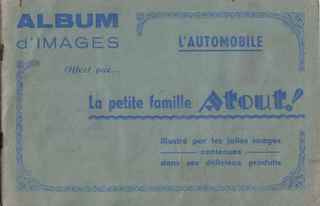 ALBUM
d'IMAGES
L'AUTOMOBILE
offert par...
La petite famille Atout!
illustré par les jolies images
contenues
dans ses délicieux produits